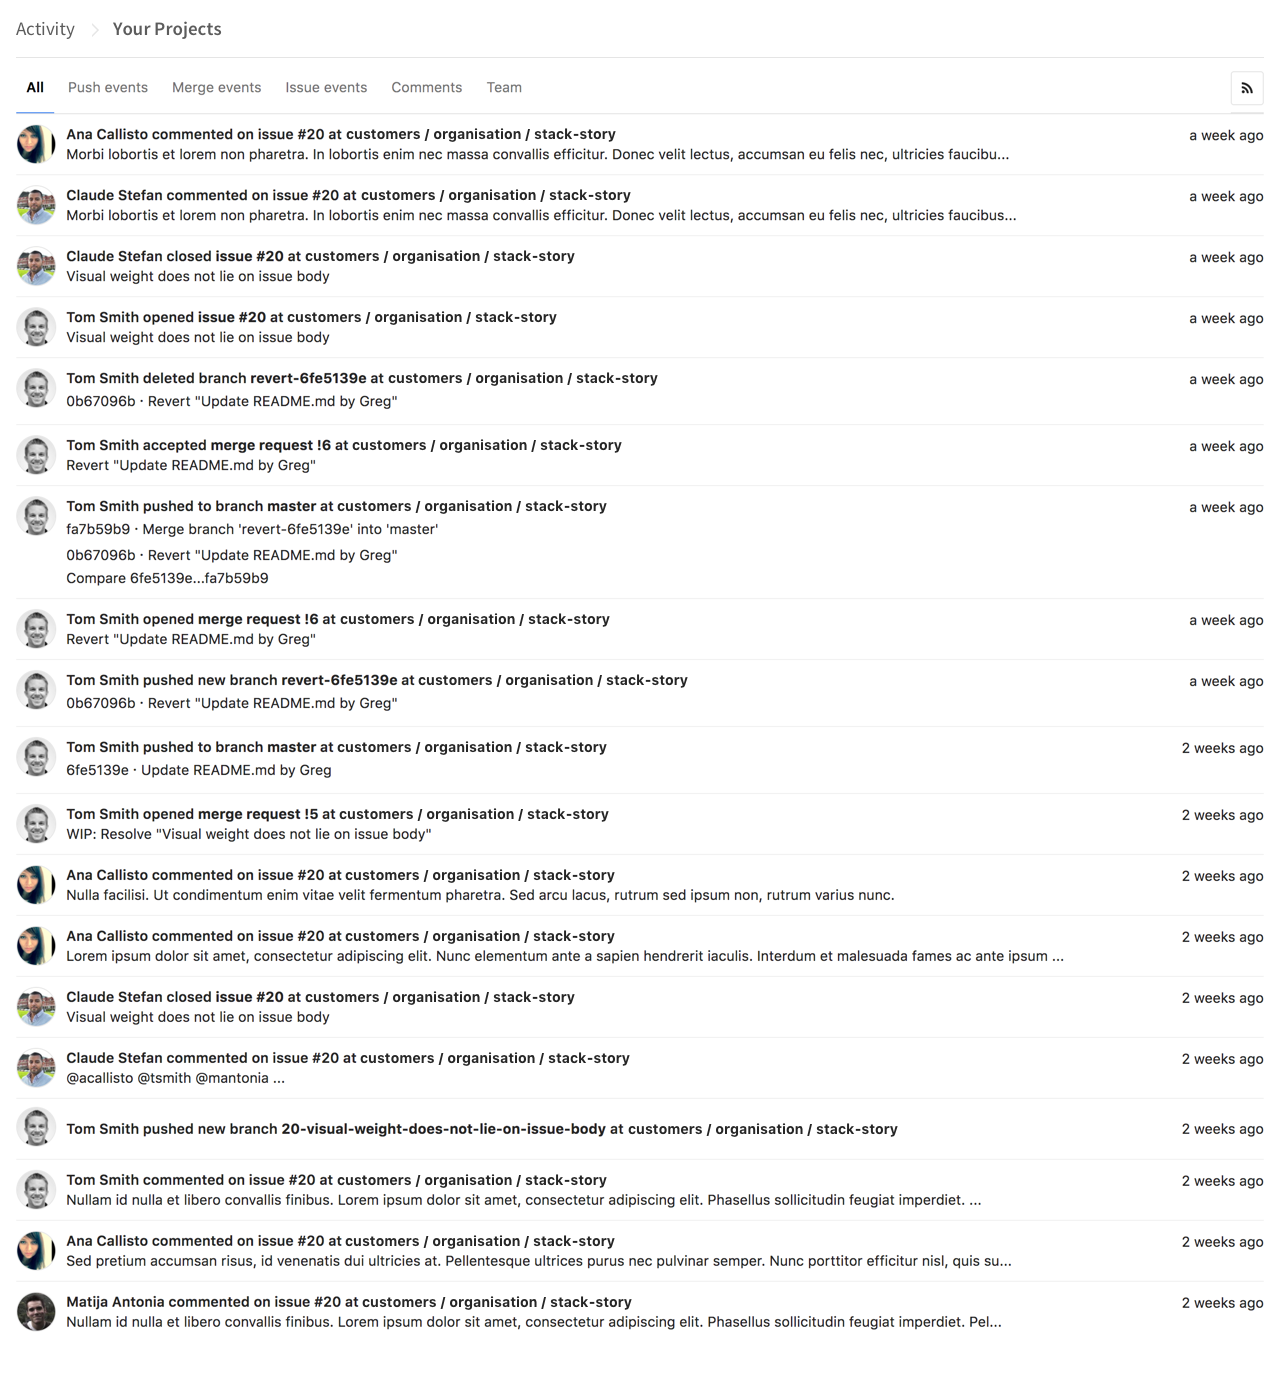 Activity Your Projects
All Push events Merge events Issue events Comments Team
Ana Callisto commented on issue #20 at customers / organisation / stack-story a week ago
Morbi lobortis et lorem non pharetra. In lobortis enim nec massa convallis efficitur. Donec velit lectus, accumsan eu felis nec, ultricies faucibu...
Claude Stefan commented on issue #20 at customers / organisation / stack-story a week ago
Morbi lobortis et lorem non pharetra. In lobortis enim nec massa convallis efficitur. Donec velit lectus, accumsan eu felis nec, ultricies faucibus...
Claude Stefan closed issue #20 at customers / organisation / stack-story a week ago
Visual weight does not lie on issue body
Tom Smith opened issue #20 at customers / organisation / stack-story a week ago
Visual weight does not lie on issue body
Tom Smith deleted branch revert-6fe5139e at customers / organisation / stack-story a week ago
0b67096b · Revert "Update README.md by Greg"
Tom Smith accepted merge request !6 at customers / organisation / stack-story a week ago
Revert "Update README.md by Greg"
Tom Smith pushed to branch master at customers / organisation / stack-story a week ago
fa7b59b9 · Merge branch 'revert-6fe5139e' into 'master'
0b67096b · Revert "Update README.md by Greg"
Compare 6fe5139e...fa7b59b9
Tom Smith opened merge request !6 at customers / organisation / stack-story a week ago
Revert "Update README.md by Greg"
Tom Smith pushed new branch revert-6fe5139e at customers / organisation / stack-story a week ago
0b67096b · Revert "Update README.md by Greg"
Tom Smith pushed to branch master at customers / organisation / stack-story 2 weeks ago
6fe5139e · Update README.md by Greg
Tom Smith opened merge request !5 at customers / organisation / stack-story 2 weeks ago
WIP: Resolve "Visual weight does not lie on issue body"
Ana Callisto commented on issue #20 at customers / organisation / stack-story 2 weeks ago
Nulla facilisi. Ut condimentum enim vitae velit fermentum pharetra. Sed arcu lacus, rutrum sed ipsum non, rutrum varius nunc.
Ana Callisto commented on issue #20 at customers / organisation / stack-story 2 weeks ago
Lorem ipsum dolor sit amet, consectetur adipiscing elit. Nunc elementum ante a sapien hendrerit iaculis. Interdum et malesuada fames ac ante ipsum ...
Claude Stefan closed issue #20 at customers / organisation / stack-story 2 weeks ago
Visual weight does not lie on issue body
Claude Stefan commented on issue #20 at customers / organisation / stack-story 2 weeks ago
@acallisto @tsmith @mantonia ...
Tom Smith pushed new branch 20-visual-weight-does-not-lie-on-issue-body at customers / organisation / stack-story 2 weeks ago
Tom Smith commented on issue #20 at customers / organisation / stack-story 2 weeks ago
Nullam id nulla et libero convallis finibus. Lorem ipsum dolor sit amet, consectetur adipiscing elit. Phasellus sollicitudin feugiat imperdiet. ...
Ana Callisto commented on issue #20 at customers / organisation / stack-story 2 weeks ago
Sed pretium accumsan risus, id venenatis dui ultricies at. Pellentesque ultrices purus nec pulvinar semper. Nunc porttitor efficitur nisl, quis su...
Matija Antonia commented on issue #20 at customers / organisation / stack-story 2 weeks ago
Nullam id nulla et libero convallis finibus. Lorem ipsum dolor sit amet, consectetur adipiscing elit. Phasellus sollicitudin feugiat imperdiet. Pel...